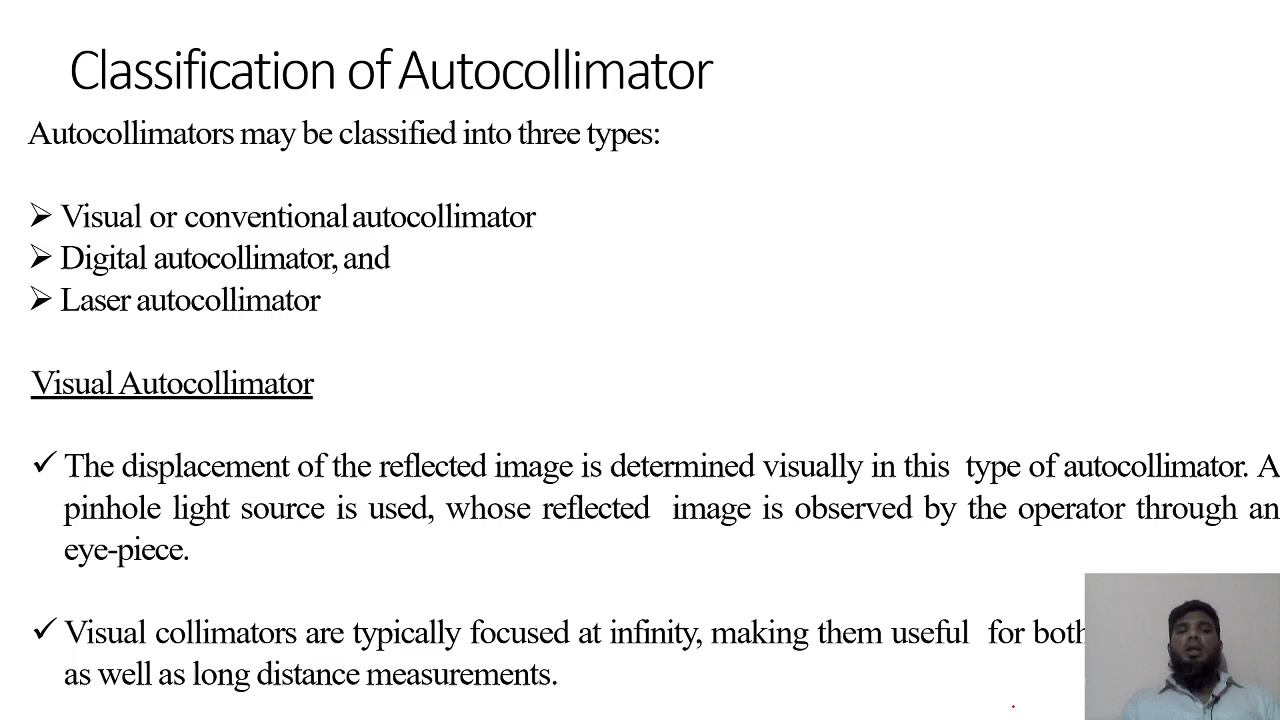 Classification of Autocollimator
Autocollimators may be classified into three types:
➢ Visual or conventional autocollimator
➢ Digital autocollimator, and
➢ Laser autocollimator
Visual Autocollimator
✓ The displacement of the reflected image is determined visually in this type of autocollimator. A
pinhole light source is used, whose reflected image is observed by the operator through an
eye-piece.
✓ Visual collimators are typically focused at infinity, making them useful for both
as well as long distance measurements.